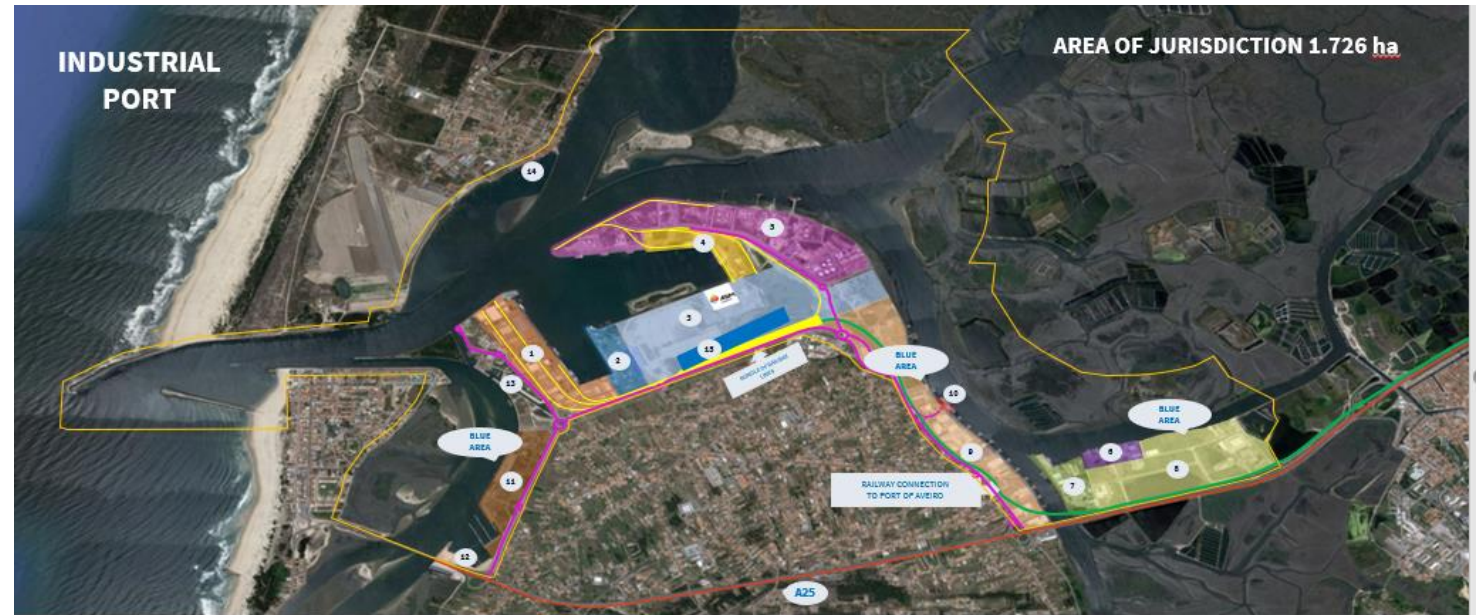 INDUSTRIAL
PORT
AREA OF JURISDICTION 1.726 ha
14
5
4
3
1
2
15
13
BLUE
AREA
10
BLUE
AREA
BLUE
AREA
9
8
6
7
11
RAILWAY CONNECTION
TO PORT OF AVEIRO
12
A25